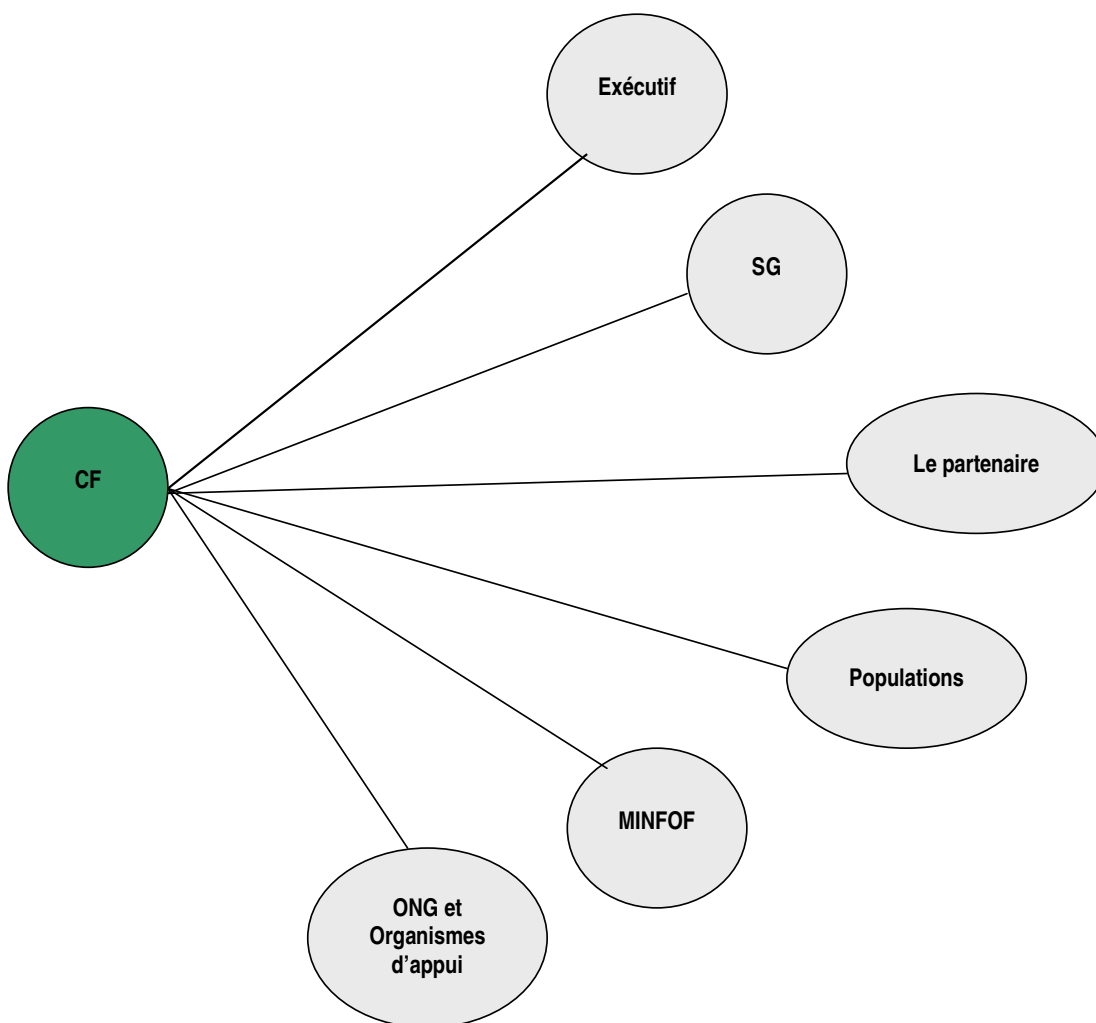 Exécutif
SG
Le partenaire
CF
Populations
MINFOF
ONG et
Organismes
d’appui